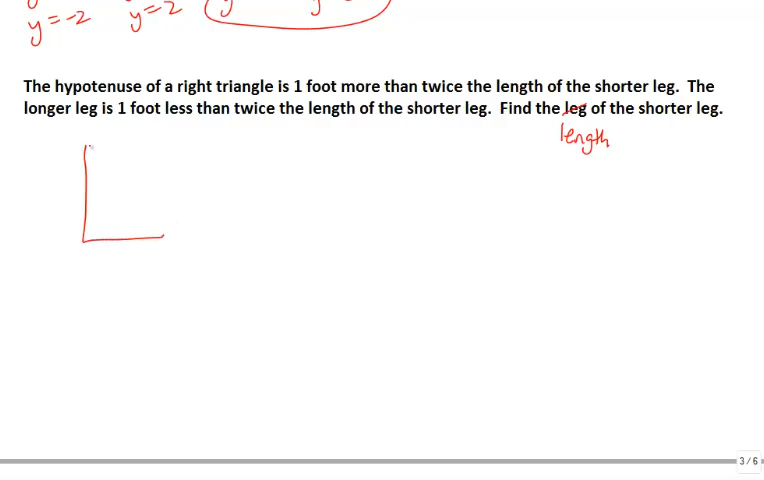 y=-2 y=2
The hypotenuse of a right triangle is 1 foot more than twice the length of the shorter leg. The
longer leg is 1 foot less than twice the length of the shorter leg. Find the leg of the shorter leg.
length
3/6